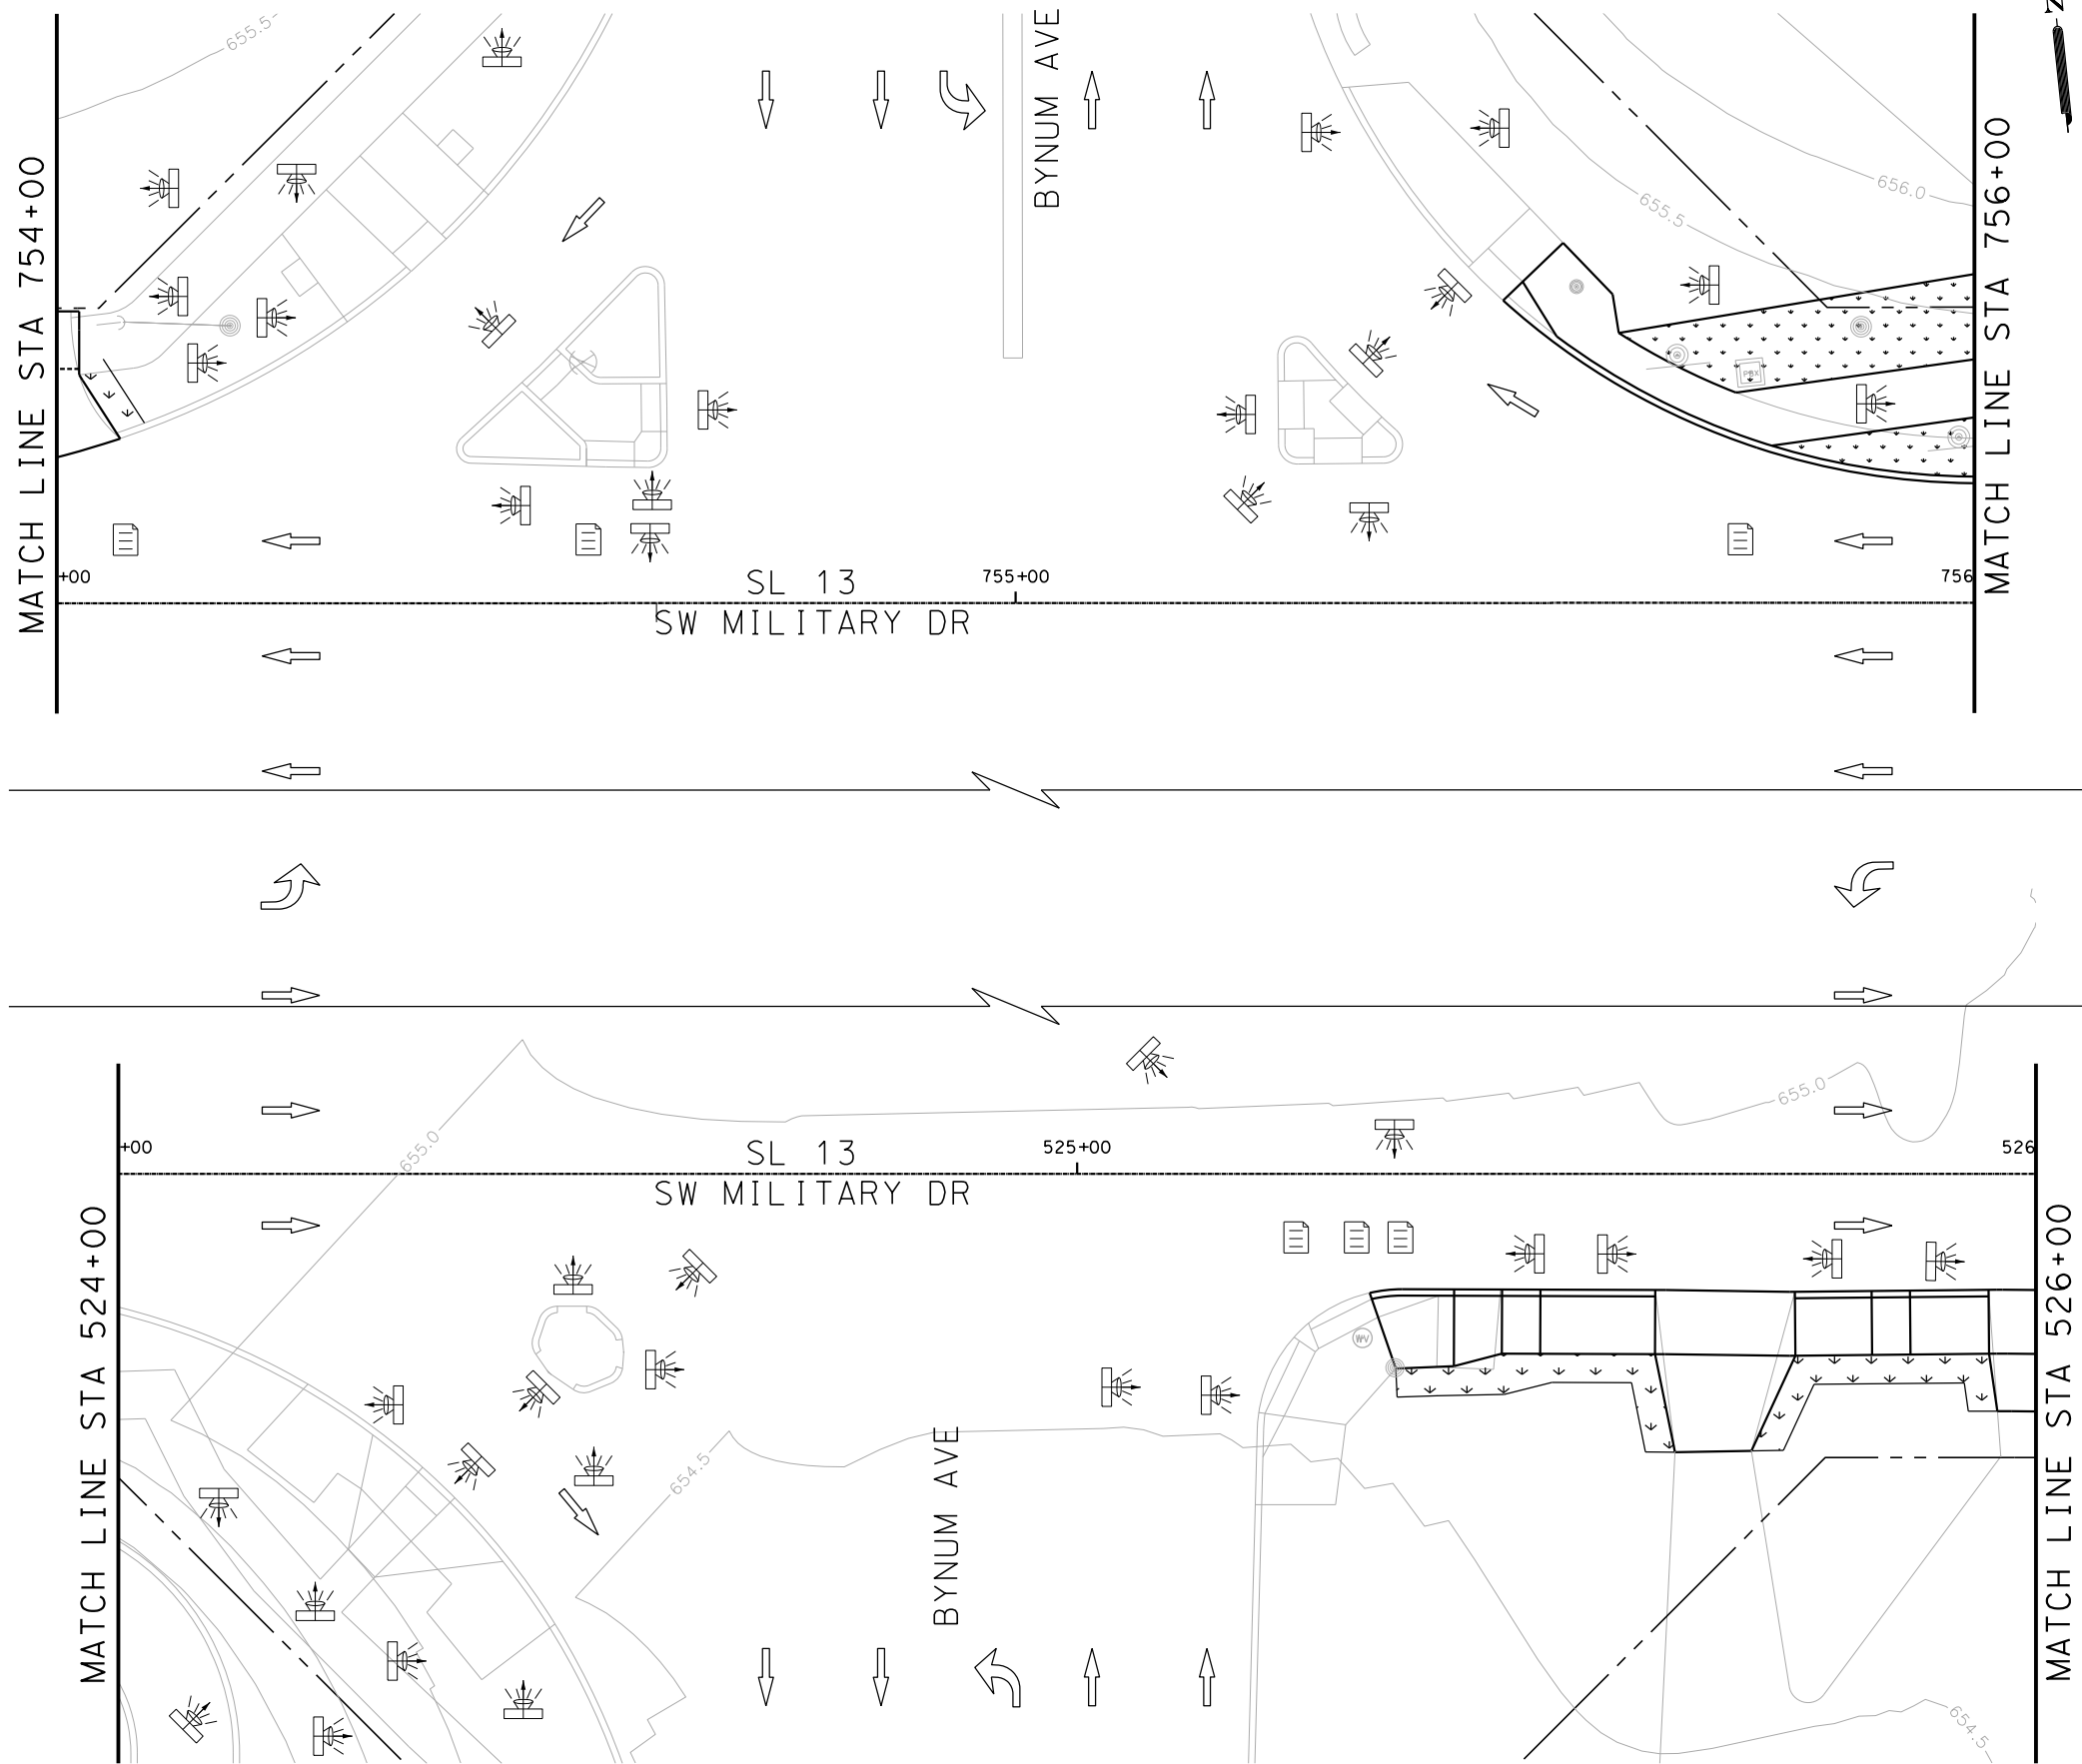 655.5
BYNUM AVE
N
656.0
655.5
MATCH LINE STA 754+00
MATCH LINE STA 756+00
PBX
+00
SL 13
755+00
756
SW MILITARY DR
655.0
655.0
+00
SL 13
525+00
526
SW MILITARY DR
MATCH LINE STA 524+00
MATCH LINE STA 526+00
WV
654.5
BYNUM AVE
654.5